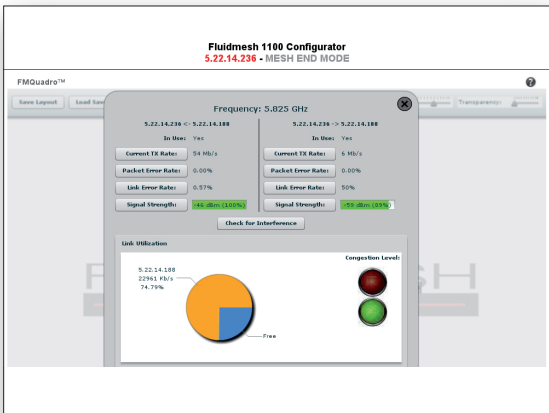 Fluidmesh 1100 Configurator
5.22.14.236 - MESH END MODE
FMQuadro™
Save Layout
Load
Transparency:
Frequency: 5.825 GHz
5.22.14.236 <- 5.22.14.188
In Use: Yes
Current TX Rate: 54 Mb/s
Packet Error Rate: 0.00%
Link Error Rate: 0.57%
Signal Strength: -46 dBm (100%)
5.22.14.236 -> 5.22.14.188
In Use: Yes
Current TX Rate: 6 Mb/s
Packet Error Rate: 0.00%
Link Error Rate: 50%
Signal Strength: -59 dBm (89%)
Check for Interference
Link Utilization
Congestion Level:
5.22.14.188
22961 Kb/s
74.79%
Free